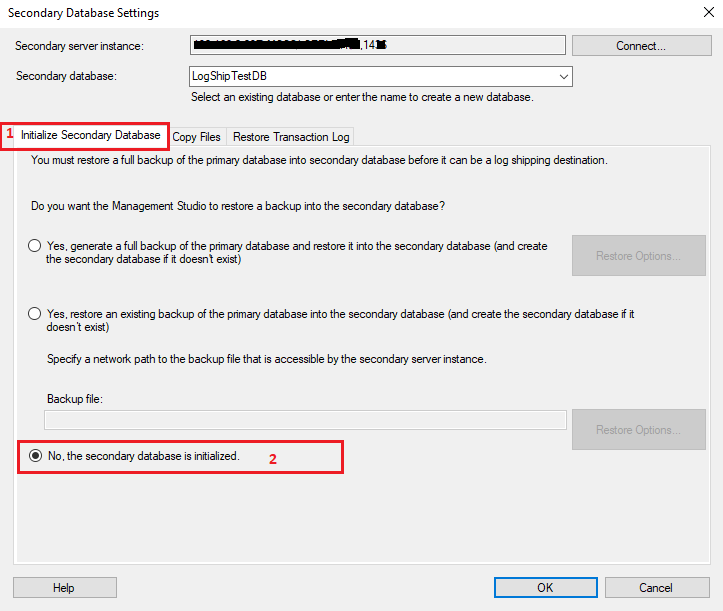 Secondary Database Settings
Secondary server instance:
Connect...
Secondary database:
LogShipTestDB
Select an existing database or enter the name to create a new database.
1 Initialize Secondary Database Copy Files Restore Transaction Log
You must restore a full backup of the primary database into secondary database before it can be a log shipping destination.
Do you want the Management Studio to restore a backup into the secondary database?
Yes, generate a full backup of the primary database and restore it into the secondary database (and create
the secondary database if it doesn't exist)
Restore Options...
Yes, restore an existing backup of the primary database into the secondary database (and create the secondary database if it
doesn't exist)
Specify a network path to the backup file that is accessible by the secondary server instance.
Backup file:
Restore Options...
No, the secondary database is initialized. 2
Help OK Cancel